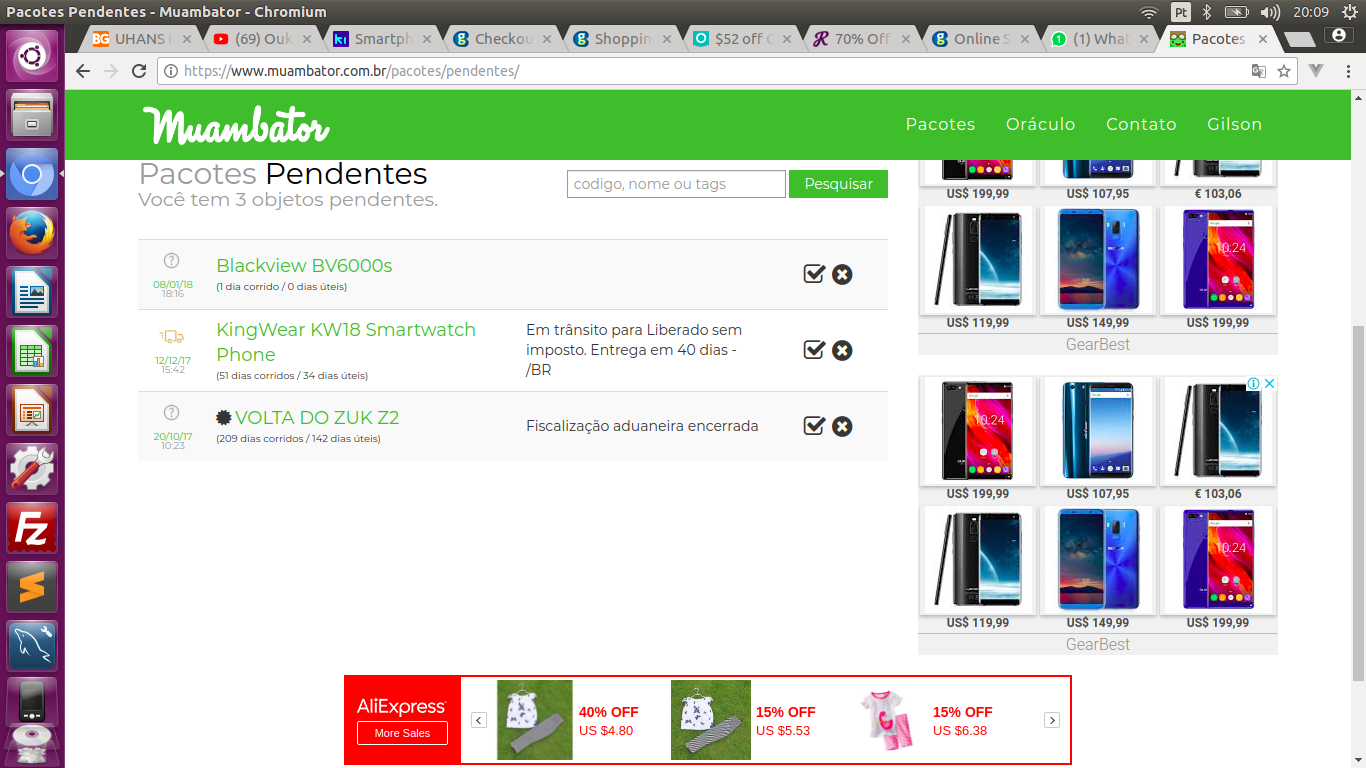 Pacotes Pendentes - Muambator - Chromium
Pt
20:09
BG UHANS i
(69) Ouk
ki Smartph
Checkou
Shoppin
$52 off C
70% Off
Online S
(1) What
Pacotes
https://www.muambator.com.br/pacotes/pendentes/
Muambator
Pacotes Oráculo Contato Gilson
Pacotes Pendentes
Você tem 3 objetos pendentes.
codigo, nome ou tags
Pesquisar
08/01/18
18:16
Blackview BV6000s
(1 dia corrido / 0 dias úteis)
12/12/17
15:42
KingWear KW18 Smartwatch
Phone
(51 dias corridos / 34 dias úteis)
Em trânsito para Liberado sem
imposto. Entrega em 40 dias -
/BR
20/10/17
10:23
VOLTA DO ZUK Z2
(209 dias corridos / 142 dias úteis)
Fiscalização aduaneira encerrada
US$ 199,99 US$ 107,95 € 103,06
10:24
US$ 119,99 US$ 149,99 US$ 199,99
GearBest
10:24
US$ 199,99 US$ 107,95 € 103,06
10:24
US$ 119,99 US$ 149,99 US$ 199,99
GearBest
AliExpress
More Sales
40% OFF
US $4.80
15% OFF
US $5.53
15% OFF
US $6.38
Fz